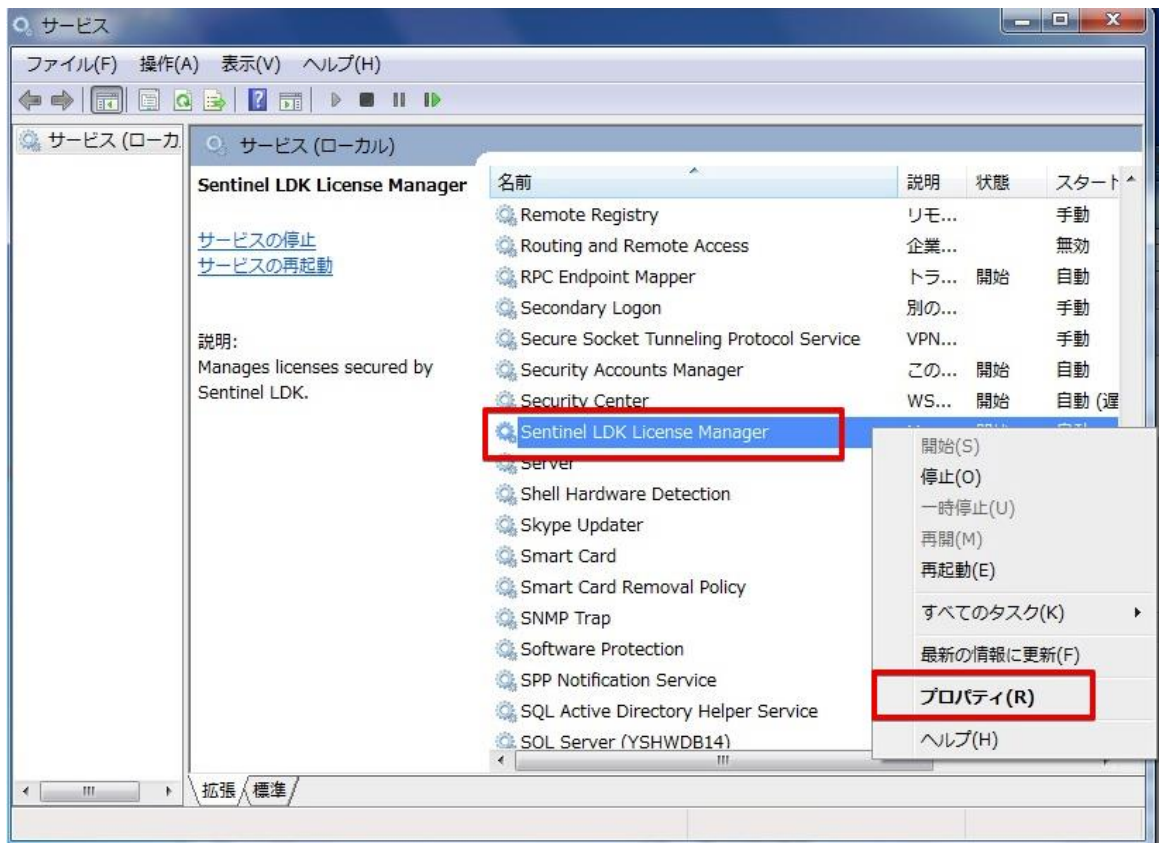 サービス
ファイル(F) 操作(A) 表示(V) ヘルプ(H)
サービス (ローカ
サービス (ローカル)
Sentinel LDK License Manager
サービスの停止
サービスの再起動
説明:
Manages licenses secured by
Sentinel LDK.
名前 説明 状態 スタート
Remote Registry リモ... 手動
Routing and Remote Access 企業... 無効
RPC Endpoint Mapper トラ... 開始 自動
Secondary Logon 別の... 手動
Secure Socket Tunneling Protocol Service VPN... 手動
Security Accounts Manager この... 開始 自動
Security Center WS... 開始 自動 (遅
Sentinel LDK License Manager
Server
Shell Hardware Detection
Skype Updater
Smart Card
Smart Card Removal Policy
SNMP Trap
Software Protection
SPP Notification Service
SQL Active Directory Helper Service
SQL Server (YSHWDB14)
開始(S)
停止(O)
一時停止(U)
再開(M)
再起動(E)
すべてのタスク(K)
最新の情報に更新(F)
プロパティ(R)
ヘルプ(H)
拡張 標準